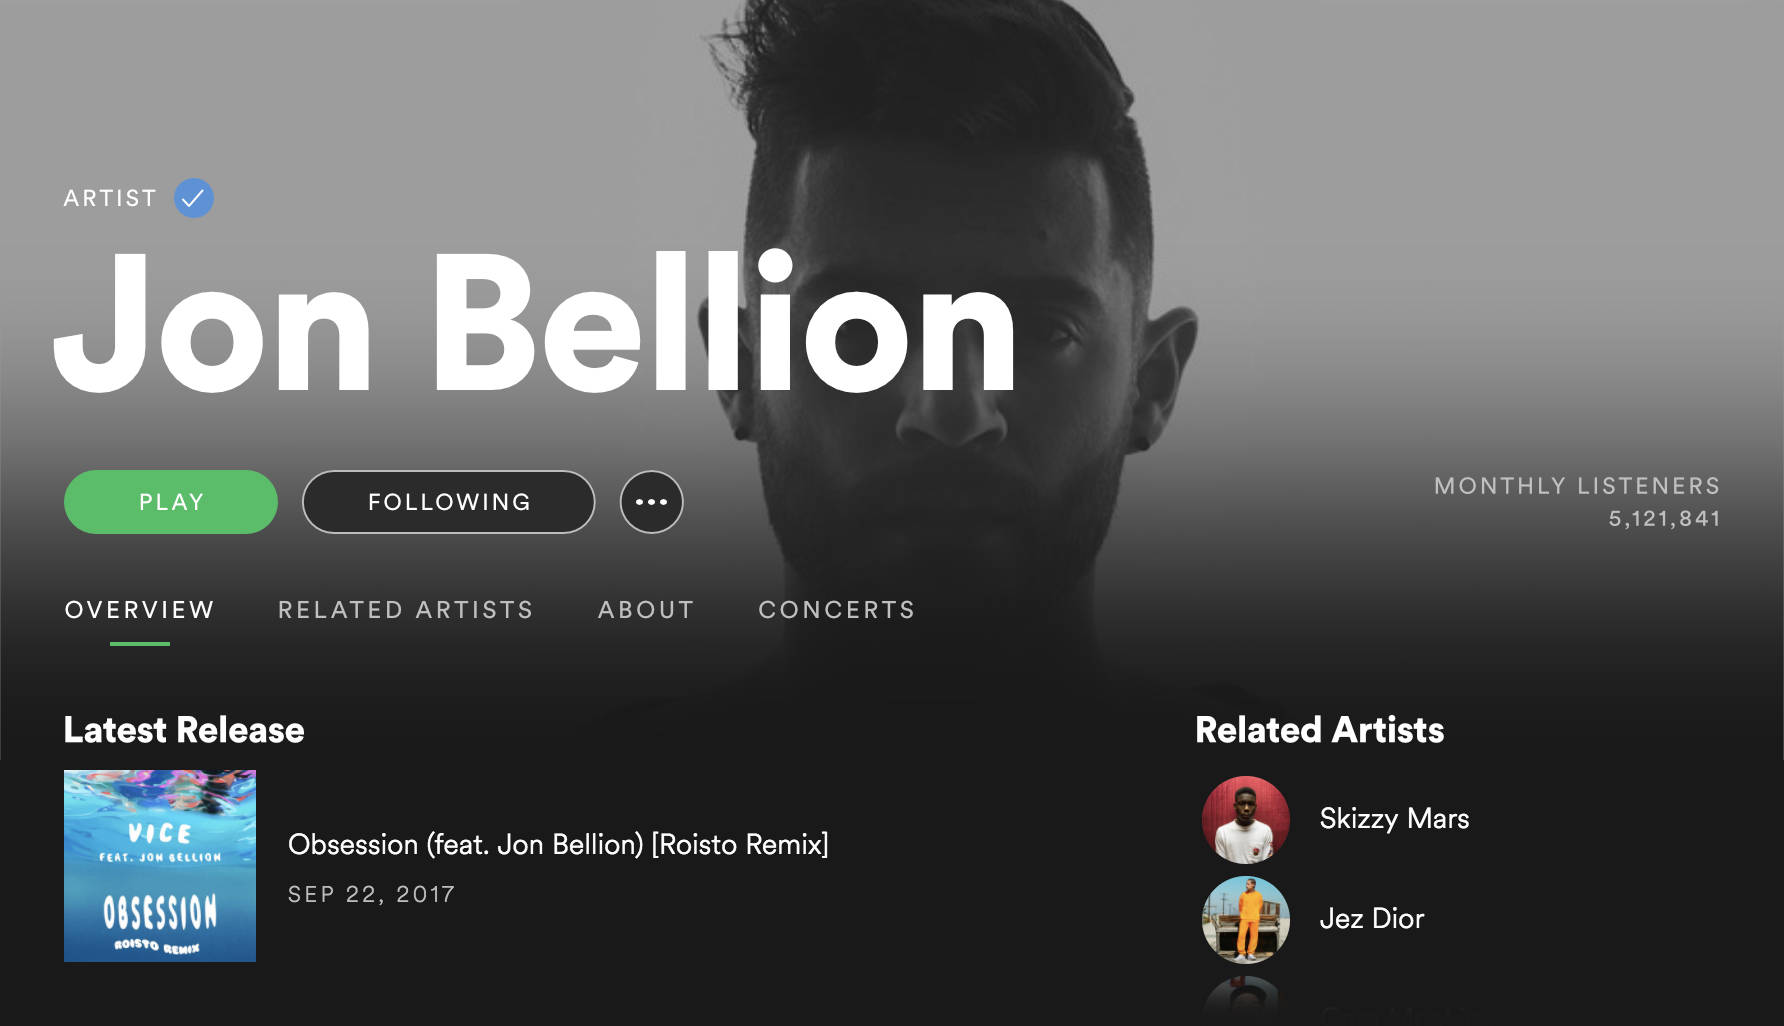 ARTIST
Jon Bellion
PLAY
FOLLOWING
MONTHLY LISTENERS
5,121,841
OVERVIEW
RELATED ARTISTS
ABOUT
CONCERTS
Latest Release
VICE
FEAT. JON BELLION
OBSESSION
ROISTO REMIX
Obsession (feat. Jon Bellion) [Roisto Remix]
SEP 22, 2017
Related Artists
Skizzy Mars
Jez Dior